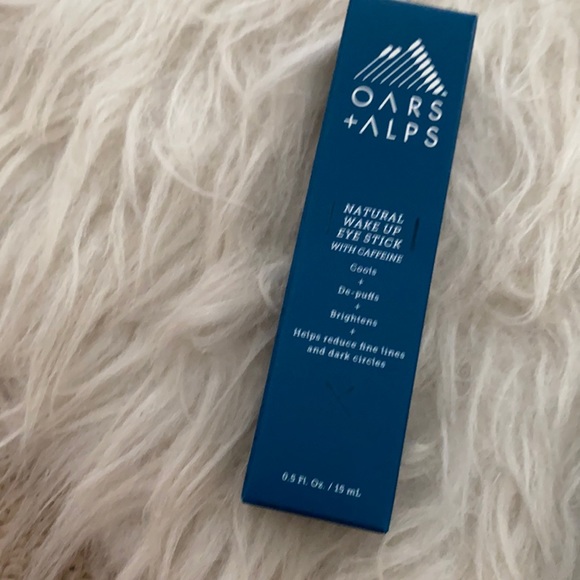 OARS
+ALPS
NATURAL
WAKE UP
EYE STICK
WITH CAFFEINE
Cools
+
De-puffs
+
Brightens
+
Helps reduce fine lines
and dark circles
0.5 Fl. Oz. / 15 mL